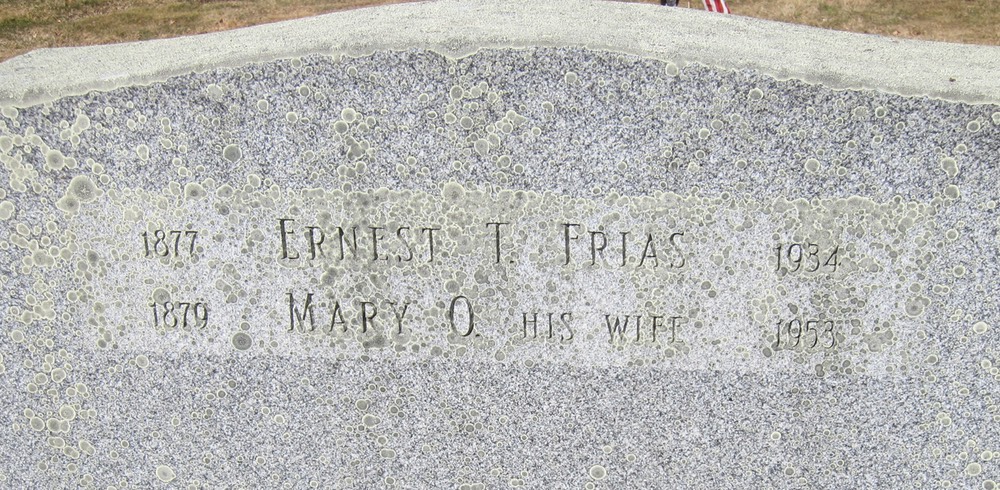 1877 ERNEST T. FRIAS 1934
1879 MARY O. HIS WIFE 1953